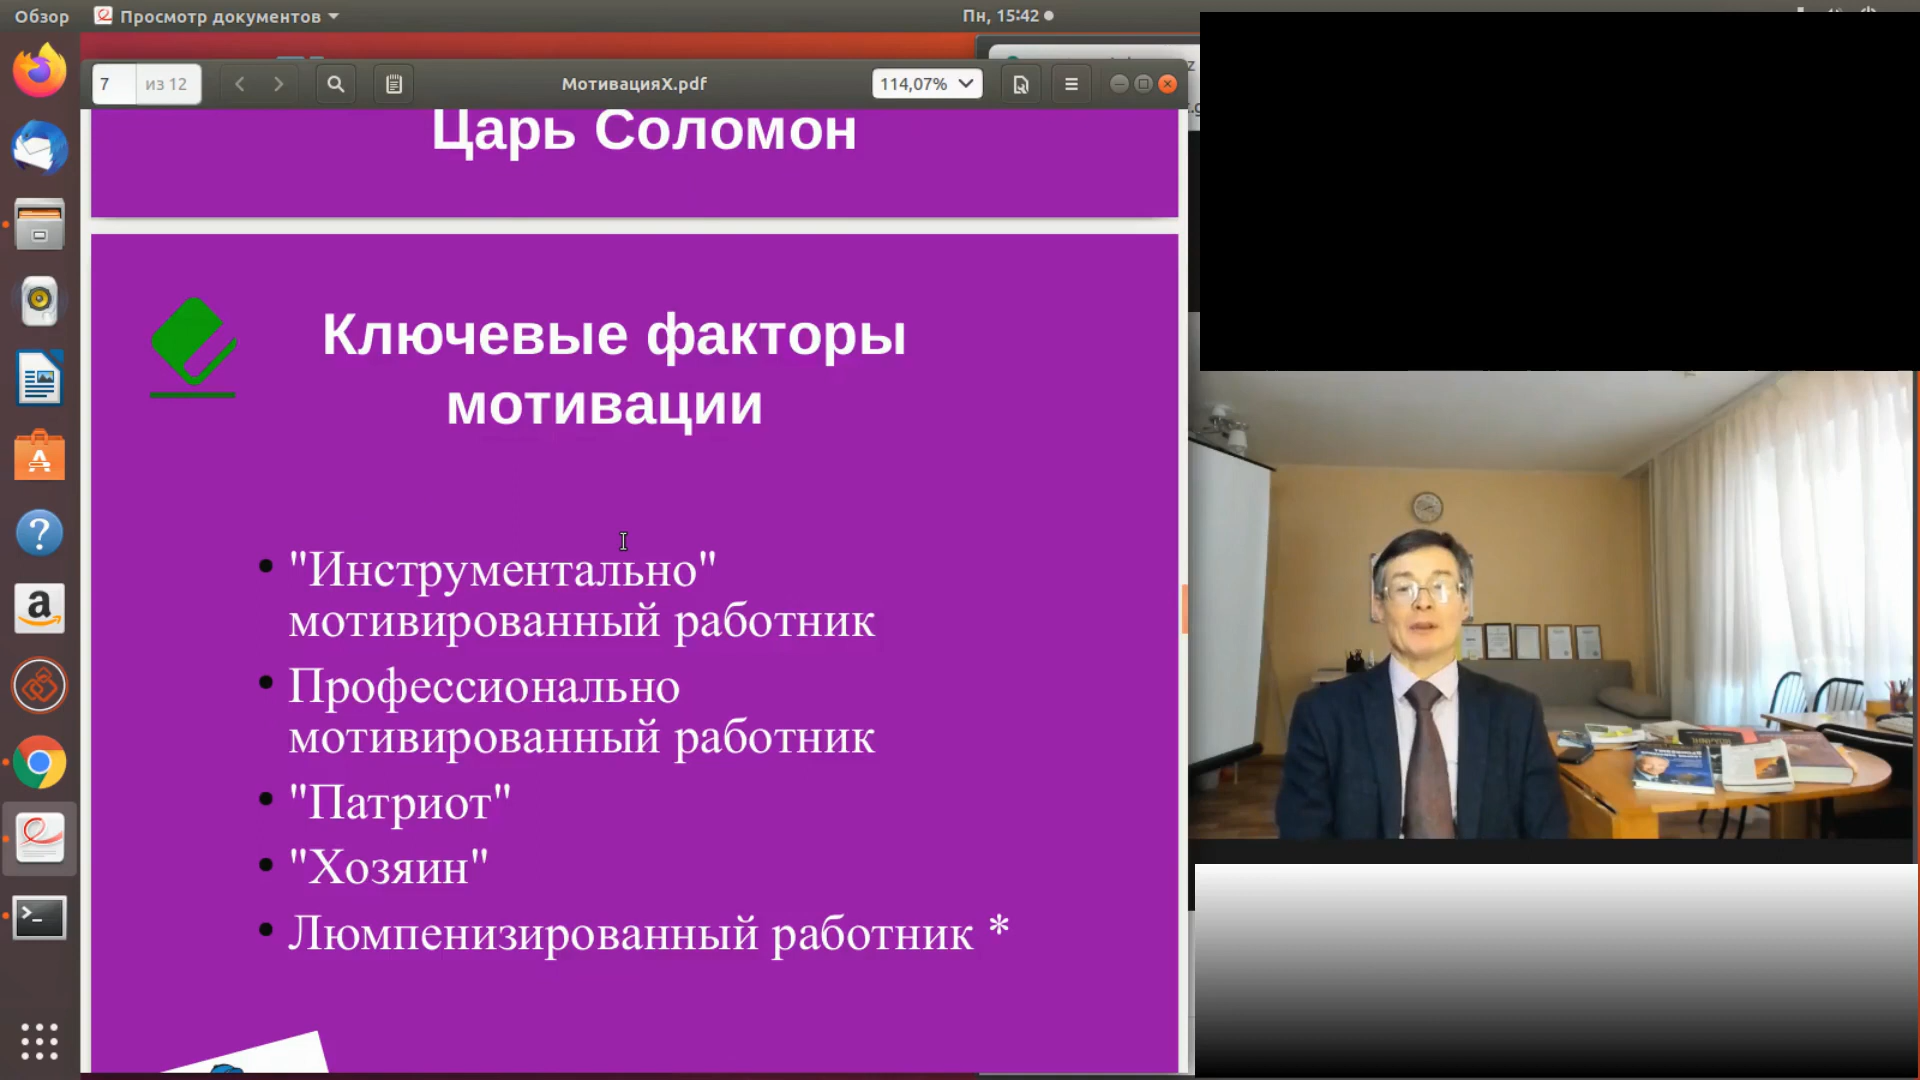 Обзор
Просмотр документов
Пн, 15:42
7
из 12
МотивацияX.pdf
114,07%
Царь Соломон
Ключевые факторы
мотивации
"Инструментально"
мотивированный работник
Профессионально
мотивированный работник
"Патриот"
"Хозяин"
Люмпенизированный работник *